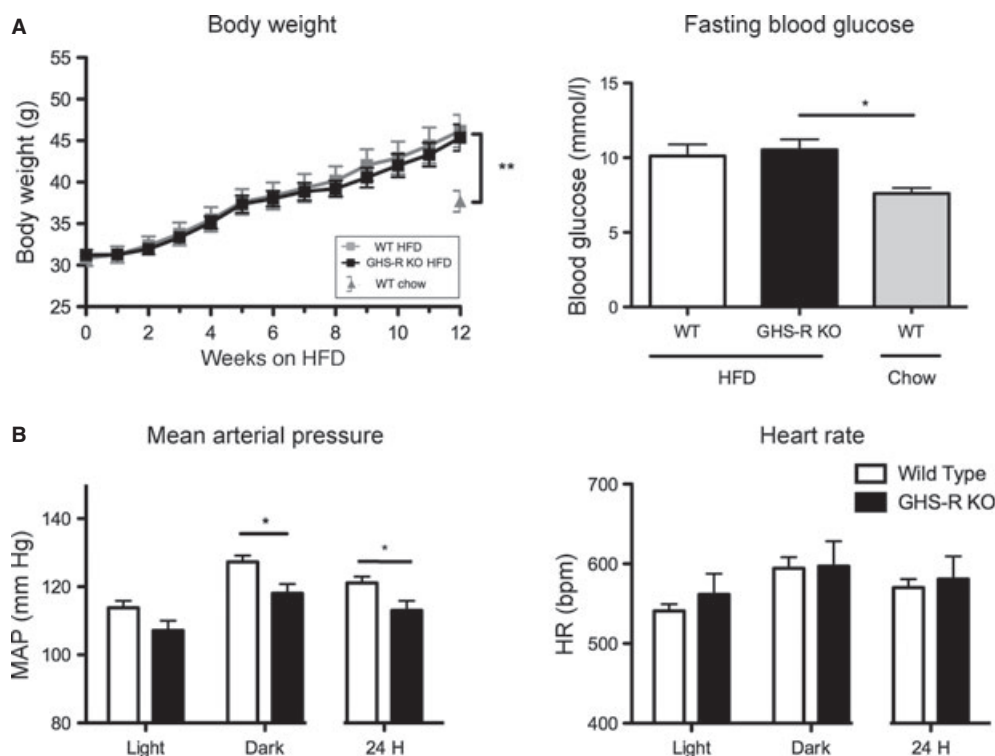 A
Body weight
Body weight (g)
55
50
45
40
35
30
25
**
WT HFD
GHS-R KO HFD
WT chow
0
2
4
6
8
10
12
Weeks on HFD
Fasting blood glucose
Blood glucose (mmol/l)
15
10
5
0
*
WT
GHS-R KO
WT
HFD
Chow
B
Mean arterial pressure
MAP (mm Hg)
140
120
100
80
*
*
Light
Dark
24 H
Heart rate
Wild Type
GHS-R KO
HR (bpm)
700
600
500
400
Light
Dark
24 H